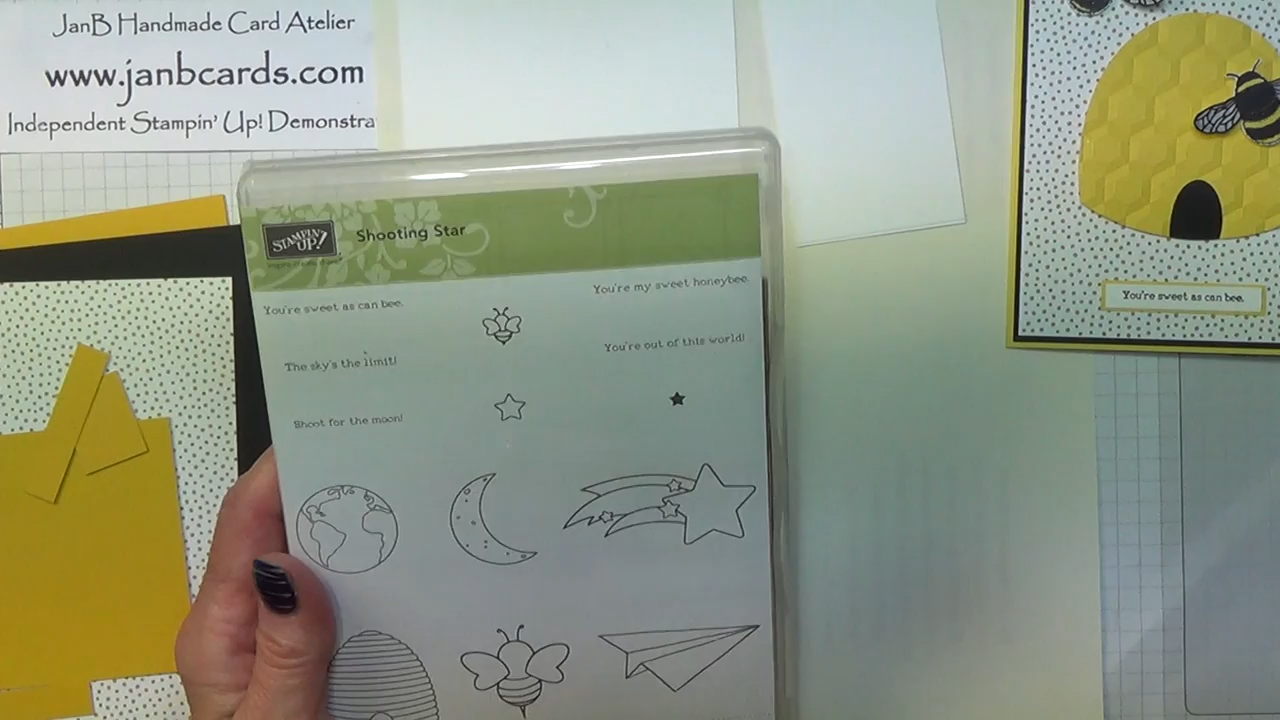 JanB Handmade Card Atelier
www.janbcards.com
Independent Stampin' Up! Demonstra
STAMPIN' UP!
Shooting Star
You're sweet as can bee.
You're my sweet honeybee.
The sky's the limit!
You're out of this world!
Shoot for the moon!
You're sweet as can bee.